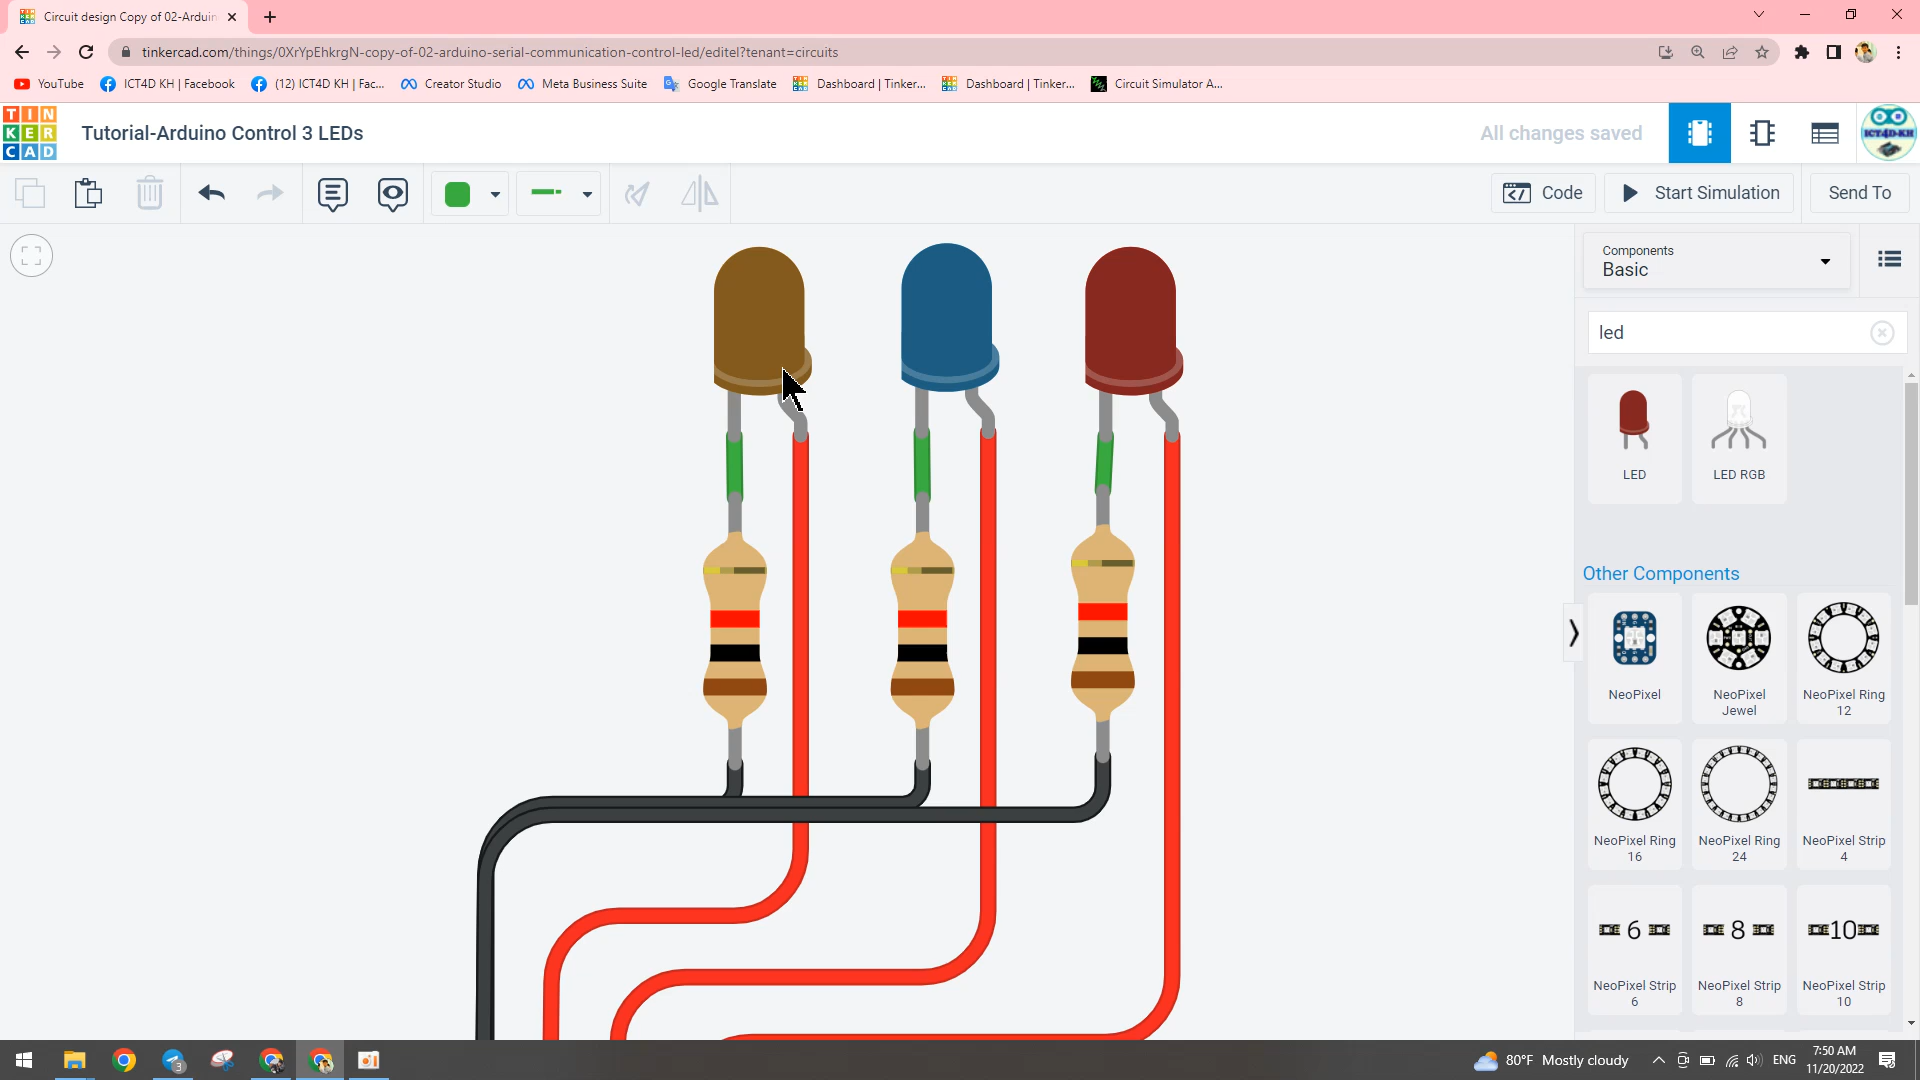 Circuit design Copy of 02-Arduin
tinkercad.com/things/0XrYpEhkrgN-copy-of-02-arduino-serial-communication-control-led/editel?tenant=circuits
YouTube
ICT4D KH | Facebook
(12) ICT4D KH | Fac...
Creator Studio
Meta Business Suite
Google Translate
Dashboard | Tinker...
Dashboard | Tinker...
Circuit Simulator A...
TIN
KER
CAD
Tutorial-Arduino Control 3 LEDs
All changes saved
ICT4D-KH
Code
Start Simulation
Send To
Components
Basic
led
LED
LED RGB
Other Components
NeoPixel
NeoPixel
Jewel
NeoPixel Ring
12
NeoPixel Ring
16
NeoPixel Ring
24
NeoPixel Strip
4
6
8
10
NeoPixel Strip
6
NeoPixel Strip
8
NeoPixel Strip
10
3
80°F Mostly cloudy
ENG
7:50 AM
11/20/2022